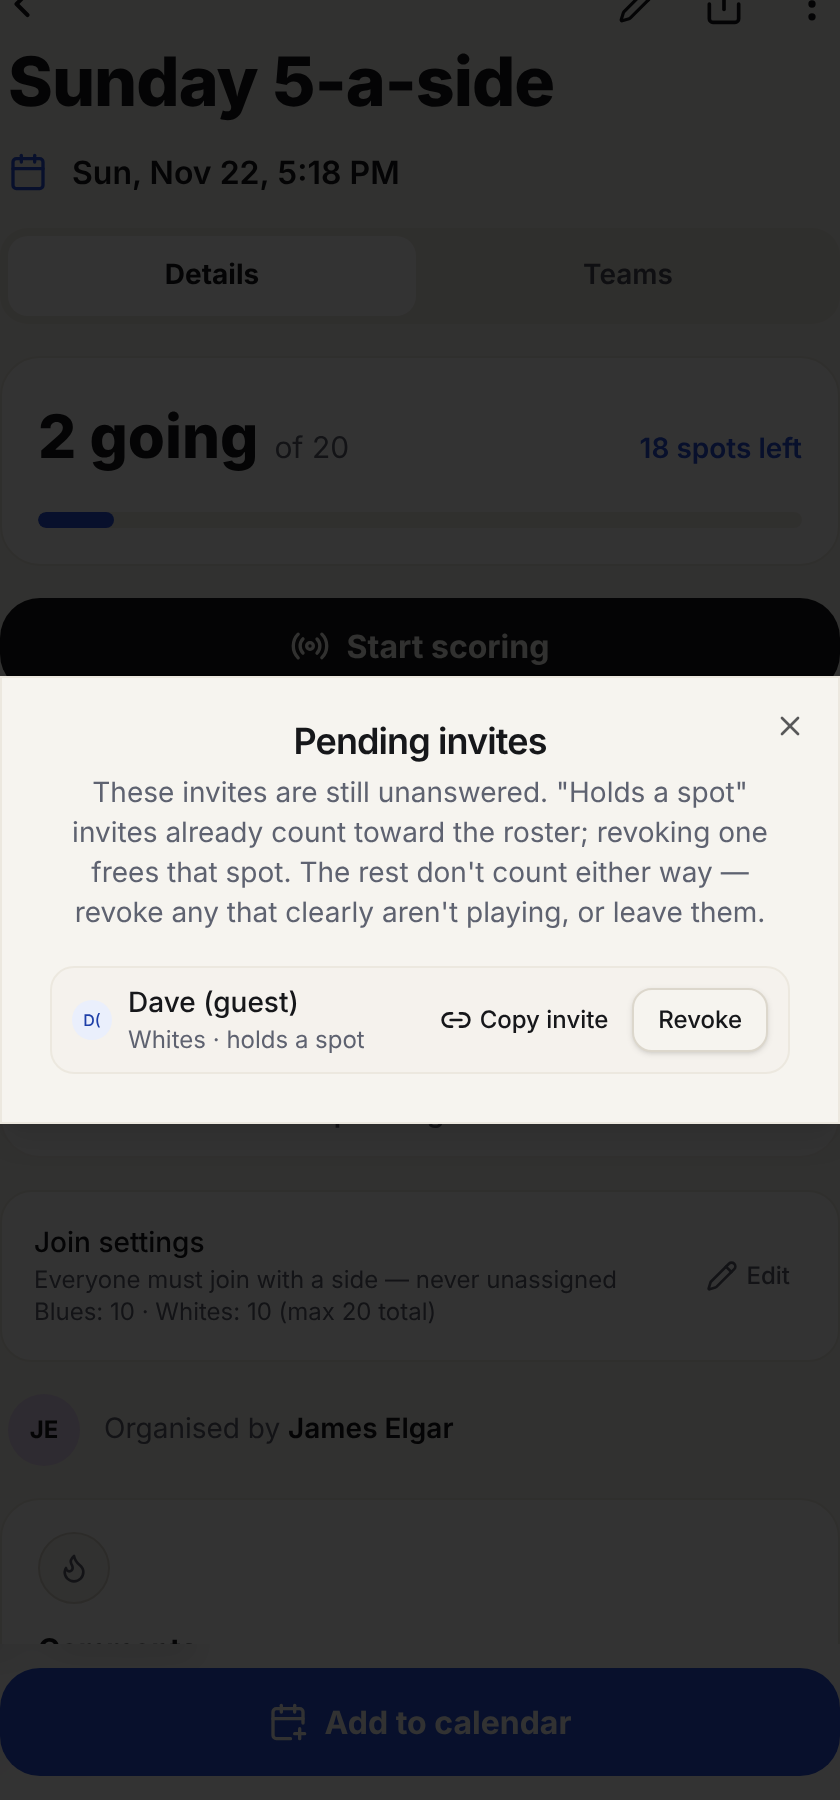 Sunday 5-a-side
Sun, Nov 22, 5:18 PM
Details
Teams
2 going of 20
18 spots left
Start scoring
Pending invites
These invites are still unanswered. "Holds a spot"
invites already count toward the roster; revoking one
frees that spot. The rest don't count either way —
revoke any that clearly aren't playing, or leave them.
D(
Dave (guest)
Whites · holds a spot
Copy invite
Revoke
Join settings
Everyone must join with a side — never unassigned
Blues: 10 · Whites: 10 (max 20 total)
Edit
JE
Organised by James Elgar
Add to calendar